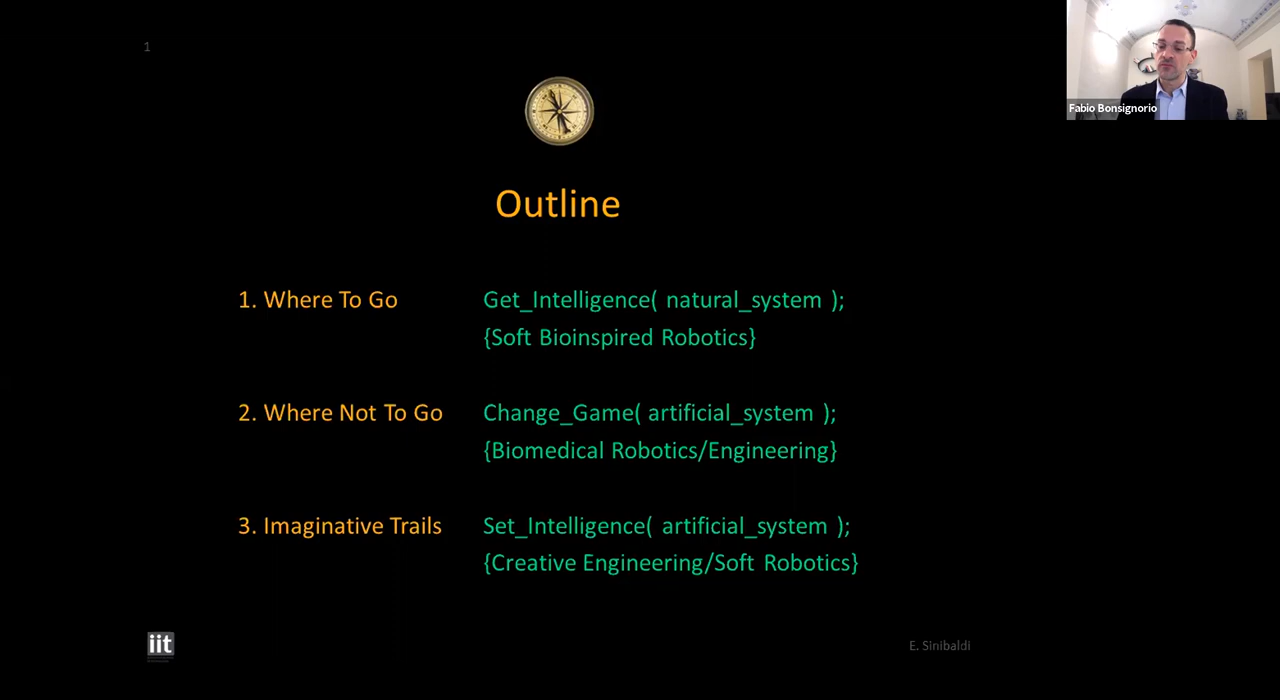 1
Fabio Bonsignorio
Outline
1. Where To Go
Get_Intelligence( natural_system );
{Soft Bioinspired Robotics}
2. Where Not To Go
Change_Game( artificial_system );
{Biomedical Robotics/Engineering}
3. Imaginative Trails
Set_Intelligence( artificial_system );
{Creative Engineering/Soft Robotics}
iit
E. Sinibaldi